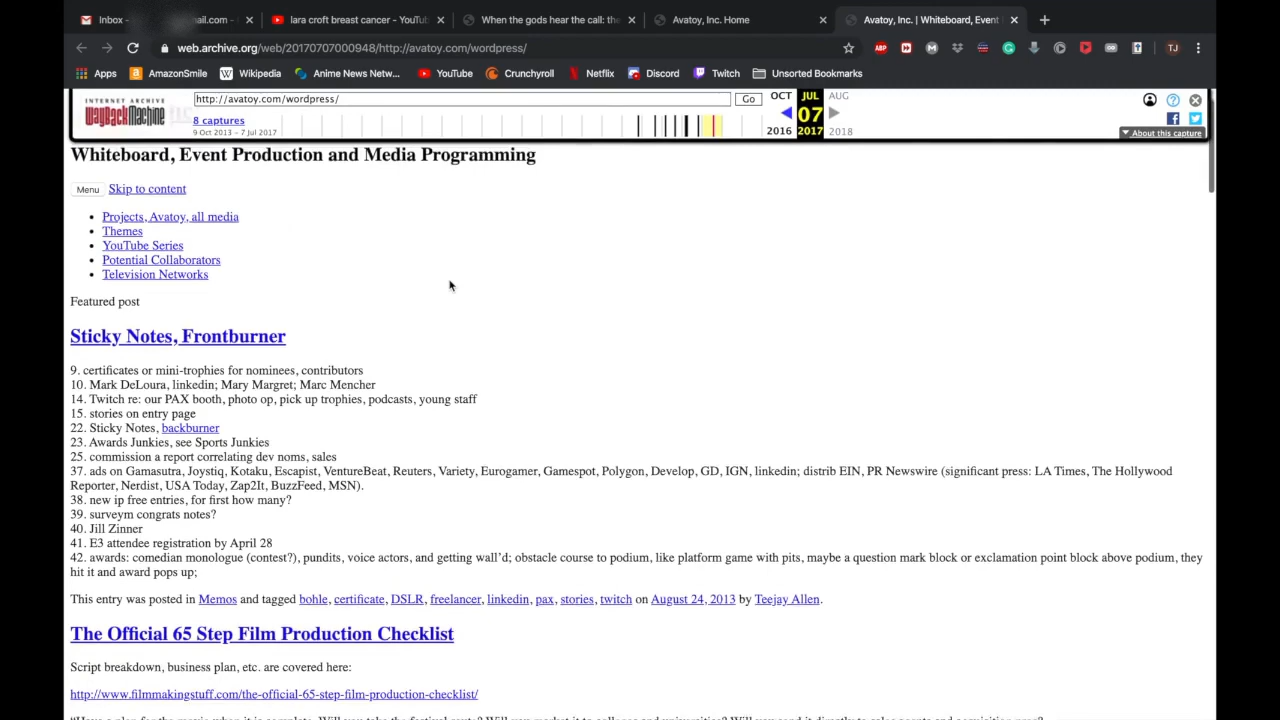 Inbox -
mail.com -
lara croft breast cancer - YouTu
When the gods hear the call: the
Avatoy, Inc. Home
Avatoy, Inc. | Whiteboard, Event
web.archive.org/web/20170707000948/http://avatoy.com/wordpress/
ABP
TJ
Apps
AmazonSmile
Wikipedia
Anime News Netw...
YouTube
Crunchyroll
Netflix
Discord
Twitch
Unsorted Bookmarks
INTERNET ARCHIVE
WayBackMachine
http://avatoy.com/wordpress/
Go
OCT
JUL
AUG
8 captures
07
9 Oct 2013 – 7 Jul 2017
2016
2017
2018
About this capture
Whiteboard, Event Production and Media Programming
Menu Skip to content
• Projects, Avatoy, all media
• Themes
• YouTube Series
• Potential Collaborators
• Television Networks
Featured post
Sticky Notes, Frontburner
9. certificates or mini-trophies for nominees, contributors
10. Mark DeLoura, linkedin; Mary Margret; Marc Mencher
14. Twitch re: our PAX booth, photo op, pick up trophies, podcasts, young staff
15. stories on entry page
22. Sticky Notes, backburner
23. Awards Junkies, see Sports Junkies
25. commission a report correlating dev noms, sales
37. ads on Gamasutra, Joystiq, Kotaku, Escapist, VentureBeat, Reuters, Variety, Eurogamer, Gamespot, Polygon, Develop, GD, IGN, linkedin; distrib EIN, PR Newswire (significant press: LA Times, The Hollywood
Reporter, Nerdist, USA Today, Zap2It, BuzzFeed, MSN).
38. new ip free entries, for first how many?
39. surveym congrats notes?
40. Jill Zinner
41. E3 attendee registration by April 28
42. awards: comedian monologue (contest?), pundits, voice actors, and getting wall'd; obstacle course to podium, like platform game with pits, maybe a question mark block or exclamation point block above podium, they
hit it and award pops up;
This entry was posted in Memos and tagged bohle, certificate, DSLR, freelancer, linkedin, pax, stories, twitch on August 24, 2013 by Teejay Allen.
The Official 65 Step Film Production Checklist
Script breakdown, business plan, etc. are covered here:
http://www.filmmakingstuff.com/the-official-65-step-film-production-checklist/